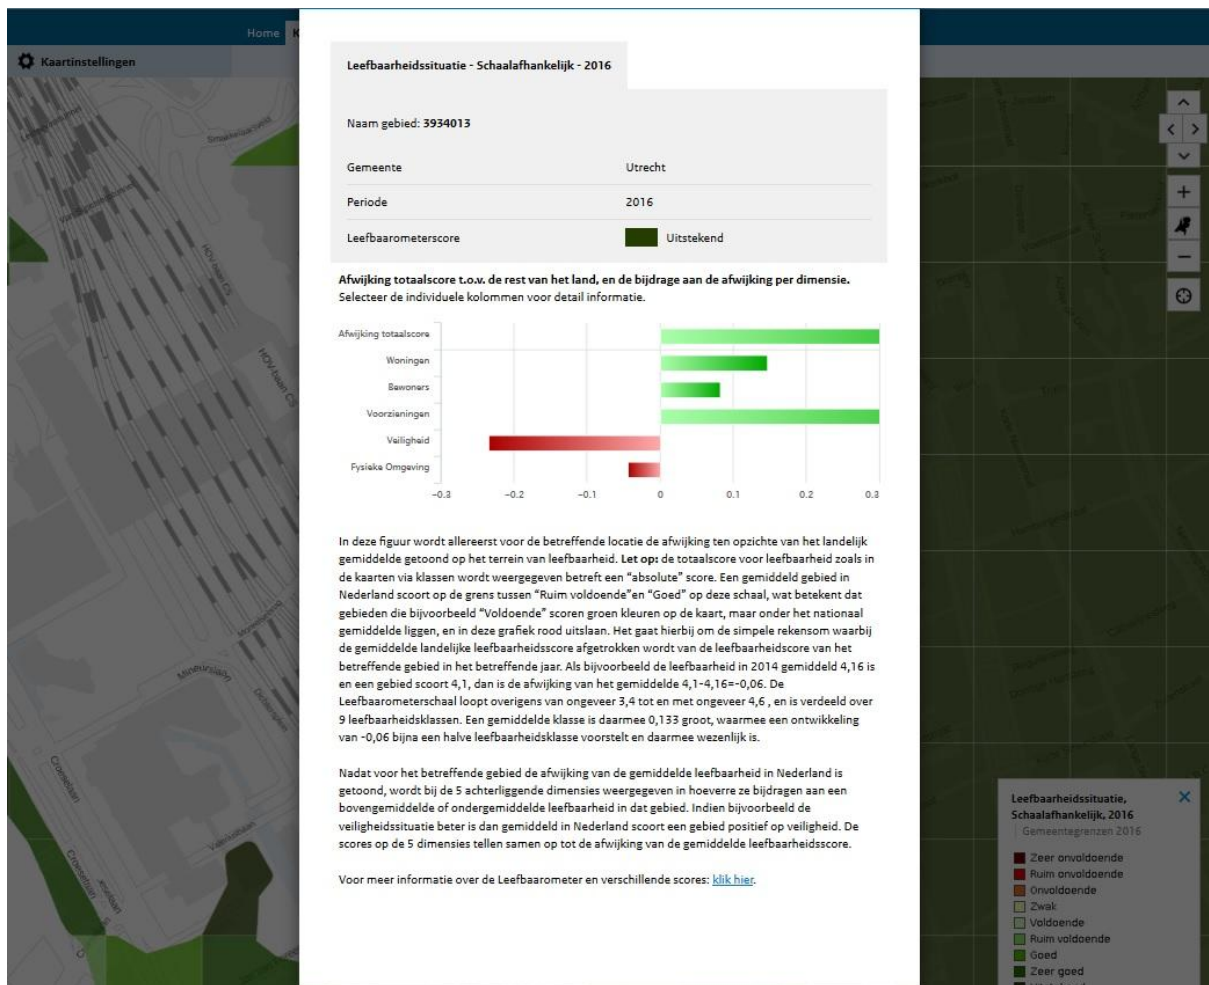 Home K
Kaartinstellingen
Leefbaarheidssituatie - Schaalafhankelijk - 2016
Naam gebied: 3934013
Gemeente Utrecht
Periode 2016
Leefbaarometerscore Uitstekend
Afwijking totaalscore t.o.v. de rest van het land, en de bijdrage aan de afwijking per dimensie.
Selecteer de individuele kolommen voor detail informatie.
Afwijking totaalscore
Woningen
Bewoners
Voorzieningen
Veiligheid
Fysieke Omgeving
-0.3 -0.2 -0.1 0 0.1 0.2 0.3
In deze figuur wordt allereerst voor de betreffende locatie de afwijking ten opzichte van het landelijk
gemiddelde getoond op het terrein van leefbaarheid. Let op: de totaalscore voor leefbaarheid zoals in
de kaarten via klassen wordt weergegeven betreft een "absolute" score. Een gemiddeld gebied in
Nederland scoort op de grens tussen "Ruim voldoende"en "Goed" op deze schaal, wat betekent dat
gebieden die bijvoorbeeld "Voldoende" scoren groen kleuren op de kaart, maar onder het nationaal
gemiddelde liggen, en in deze grafiek rood uitslaan. Het gaat hierbij om de simpele rekensom waarbij
de gemiddelde landelijke leefbaarheidsscore afgetrokken wordt van de leefbaarheidscore van het
betreffende gebied in het betreffende jaar. Als bijvoorbeeld de leefbaarheid in 2014 gemiddeld 4,16 is
en een gebied scoort 4,1, dan is de afwijking van het gemiddelde 4,1-4,16=-0,06. De
Leefbaarometerschaal loopt overigens van ongeveer 3,4 tot en met ongeveer 4,6 , en is verdeeld over
9 leefbaarheidsklassen. Een gemiddelde klasse is daarmee 0,133 groot, waarmee een ontwikkeling
van -0,06 bijna een halve leefbaarheidsklasse voorstelt en daarmee wezenlijk is.
Nadat voor het betreffende gebied de afwijking van de gemiddelde leefbaarheid in Nederland is
getoond, wordt bij de 5 achterliggende dimensies weergegeven in hoeverre ze bijdragen aan een
bovengemiddelde of ondergemiddelde leefbaarheid in dat gebied. Indien bijvoorbeeld de
veiligheidssituatie beter is dan gemiddeld in Nederland scoort een gebied positief op veiligheid. De
scores op de 5 dimensies tellen samen op tot de afwijking van de gemiddelde leefbaarheidsscore.
Voor meer informatie over de Leefbaarometer en verschillende scores: klik hier.
HOV-baan CS
HOV-baan CS
Mineurslaan
Croeselaan
Croeselaan
Leefbaarheidssituatie,
Schaalafhankelijk, 2016
Gemeentegrenzen 2016
Zeer onvoldoende
Ruim onvoldoende
Onvoldoende
Zwak
Voldoende
Ruim voldoende
Goed
Zeer goed